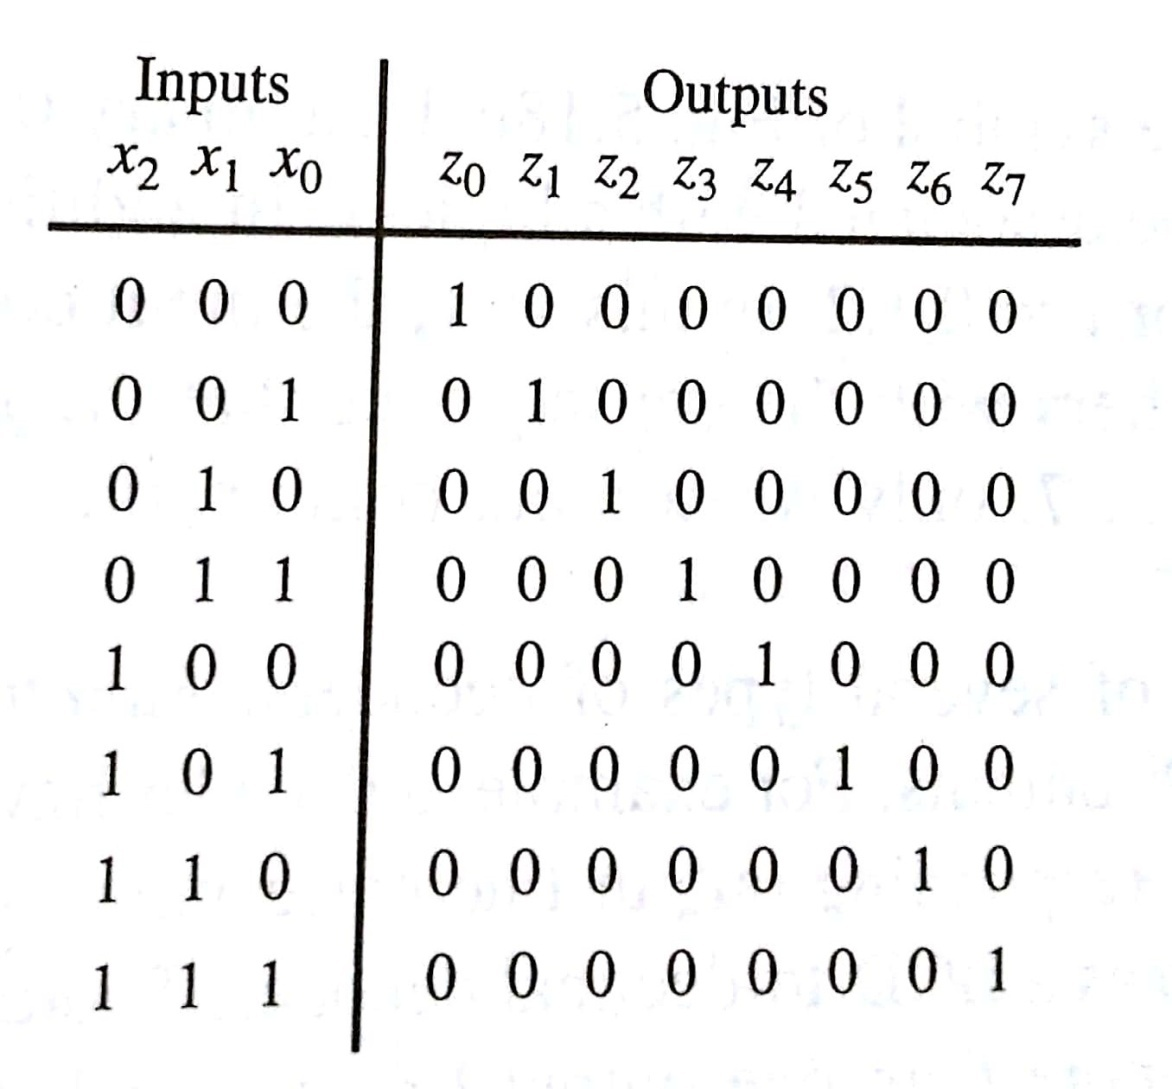 Inputs Outputs
x₂ x₁ x₀ z₀ z₁ z₂ z₃ z₄ z₅ z₆ z₇
0 0 0 1 0 0 0 0 0 0 0
0 0 1 0 1 0 0 0 0 0 0
0 1 0 0 0 1 0 0 0 0 0
0 1 1 0 0 0 1 0 0 0 0
1 0 0 0 0 0 0 1 0 0 0
1 0 1 0 0 0 0 0 1 0 0
1 1 0 0 0 0 0 0 0 1 0
1 1 1 0 0 0 0 0 0 0 1